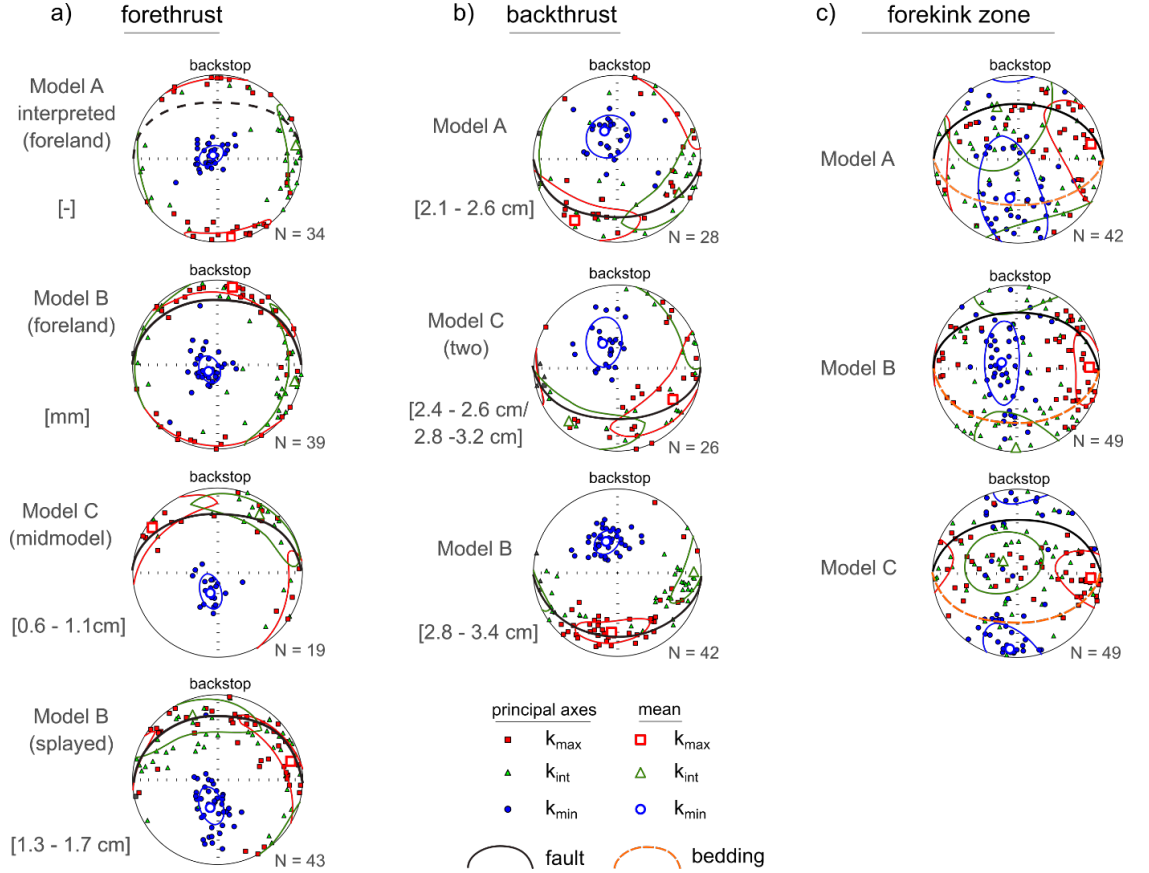 a) forethrust
backstop
Model A
interpreted
(foreland)
[-]
N = 34
backstop
Model B
(foreland)
[mm]
N = 39
backstop
Model C
(midmodel)
[0.6 - 1.1cm]
N = 19
backstop
Model B
(splayed)
[1.3 - 1.7 cm]
N = 43
b) backthrust
backstop
Model A
[2.1 - 2.6 cm]
N = 28
backstop
Model C
(two)
[2.4 - 2.6 cm/
2.8 -3.2 cm]
N = 26
backstop
Model B
[2.8 - 3.4 cm]
N = 42
c) forekink zone
backstop
Model A
N = 42
backstop
Model B
N = 49
backstop
Model C
N = 49
principal axes mean
kmax kmax
kint kint
kmin kmin
fault bedding